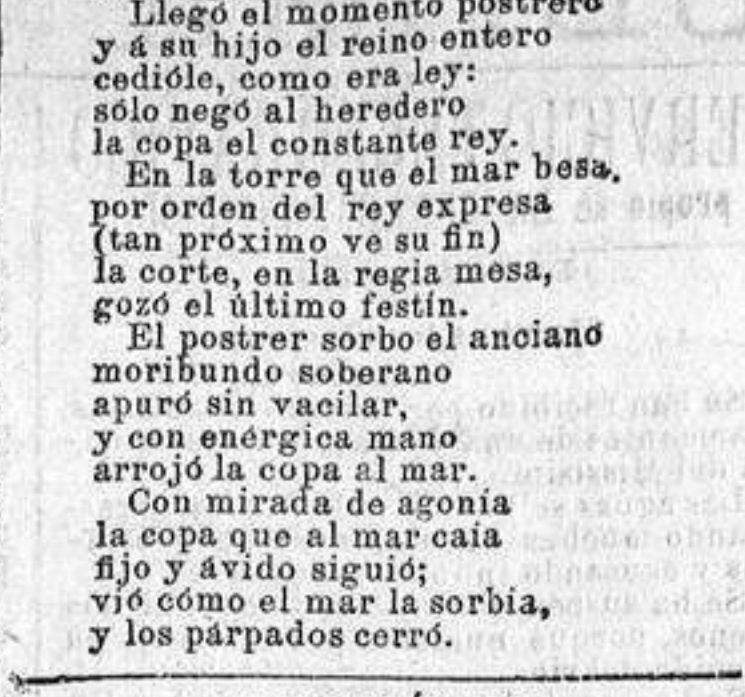 Llegó el momento postrero
y á su hijo el reino entero
cedióle, como era ley:
sólo negó al heredero
la copa el constante rey.
En la torre que el mar besa,
por orden del rey expresa
(tan próximo ve su fin)
la corte, en la regia mesa,
gozó el último festín.
El postrer sorbo el anciano
moribundo soberano
apuró sin vacilar,
y con enérgica mano
arrojó la copa al mar.
Con mirada de agonía
la copa que al mar caía
fijo y ávido siguió;
vió cómo el mar la sorbía,
y los párpados cerró.